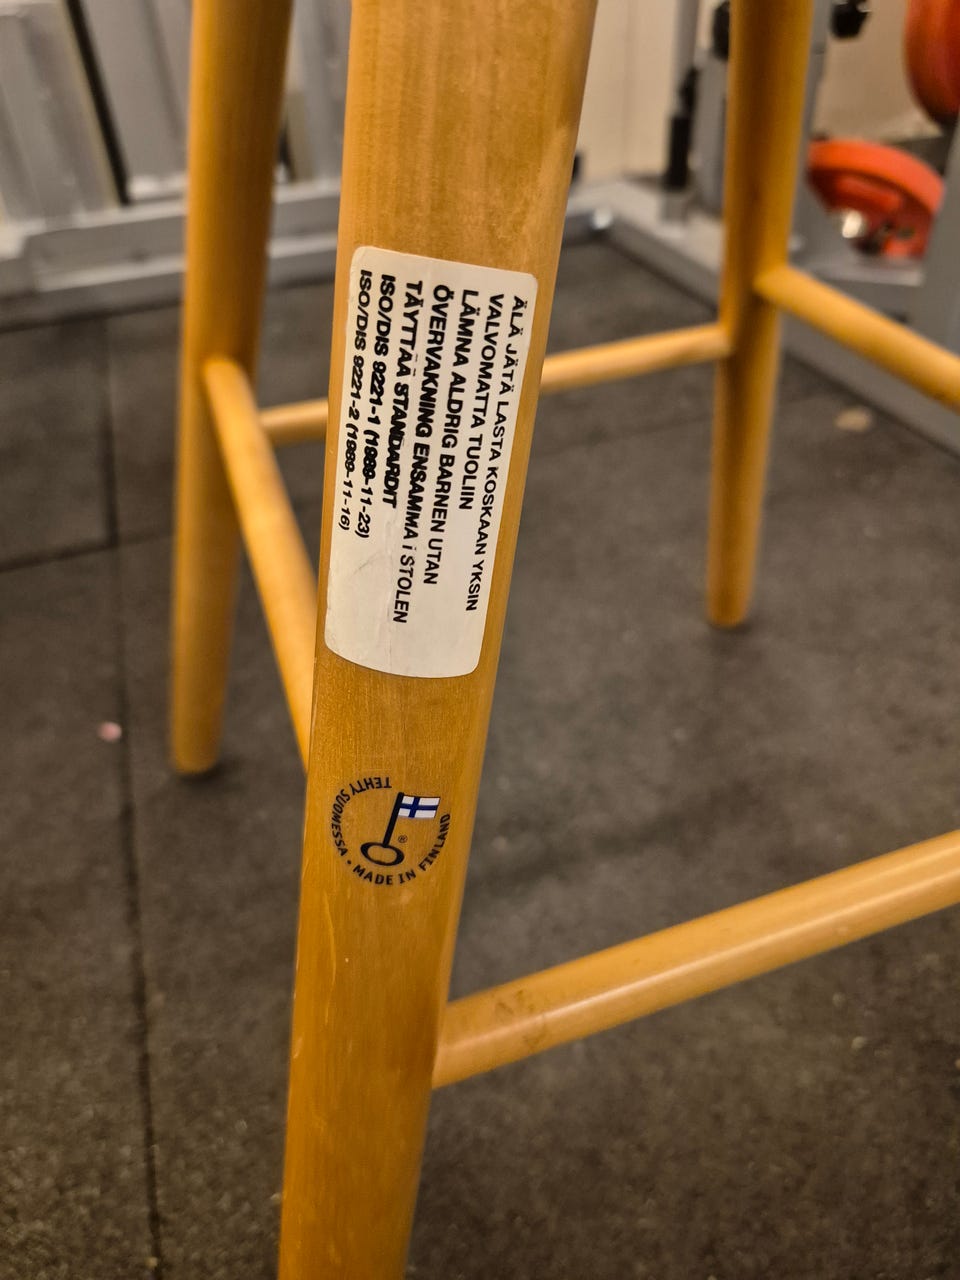 ÄLÄ JÄTÄ LASTA KOSKAAN YKSIN
VALVOMATTA TUOLIIN
LÄMNA ALDRIG BARNEN UTAN
ÖVERVAKNING ENSAMMA i STOLEN
TÄYTTÄÄ STANDARDIT
ISO/DIS 9221-1 (1989-11-23)
ISO/DIS 9221-2 (1989-11-16)
TEHTY SUOMESSA • MADE IN FINLAND
®